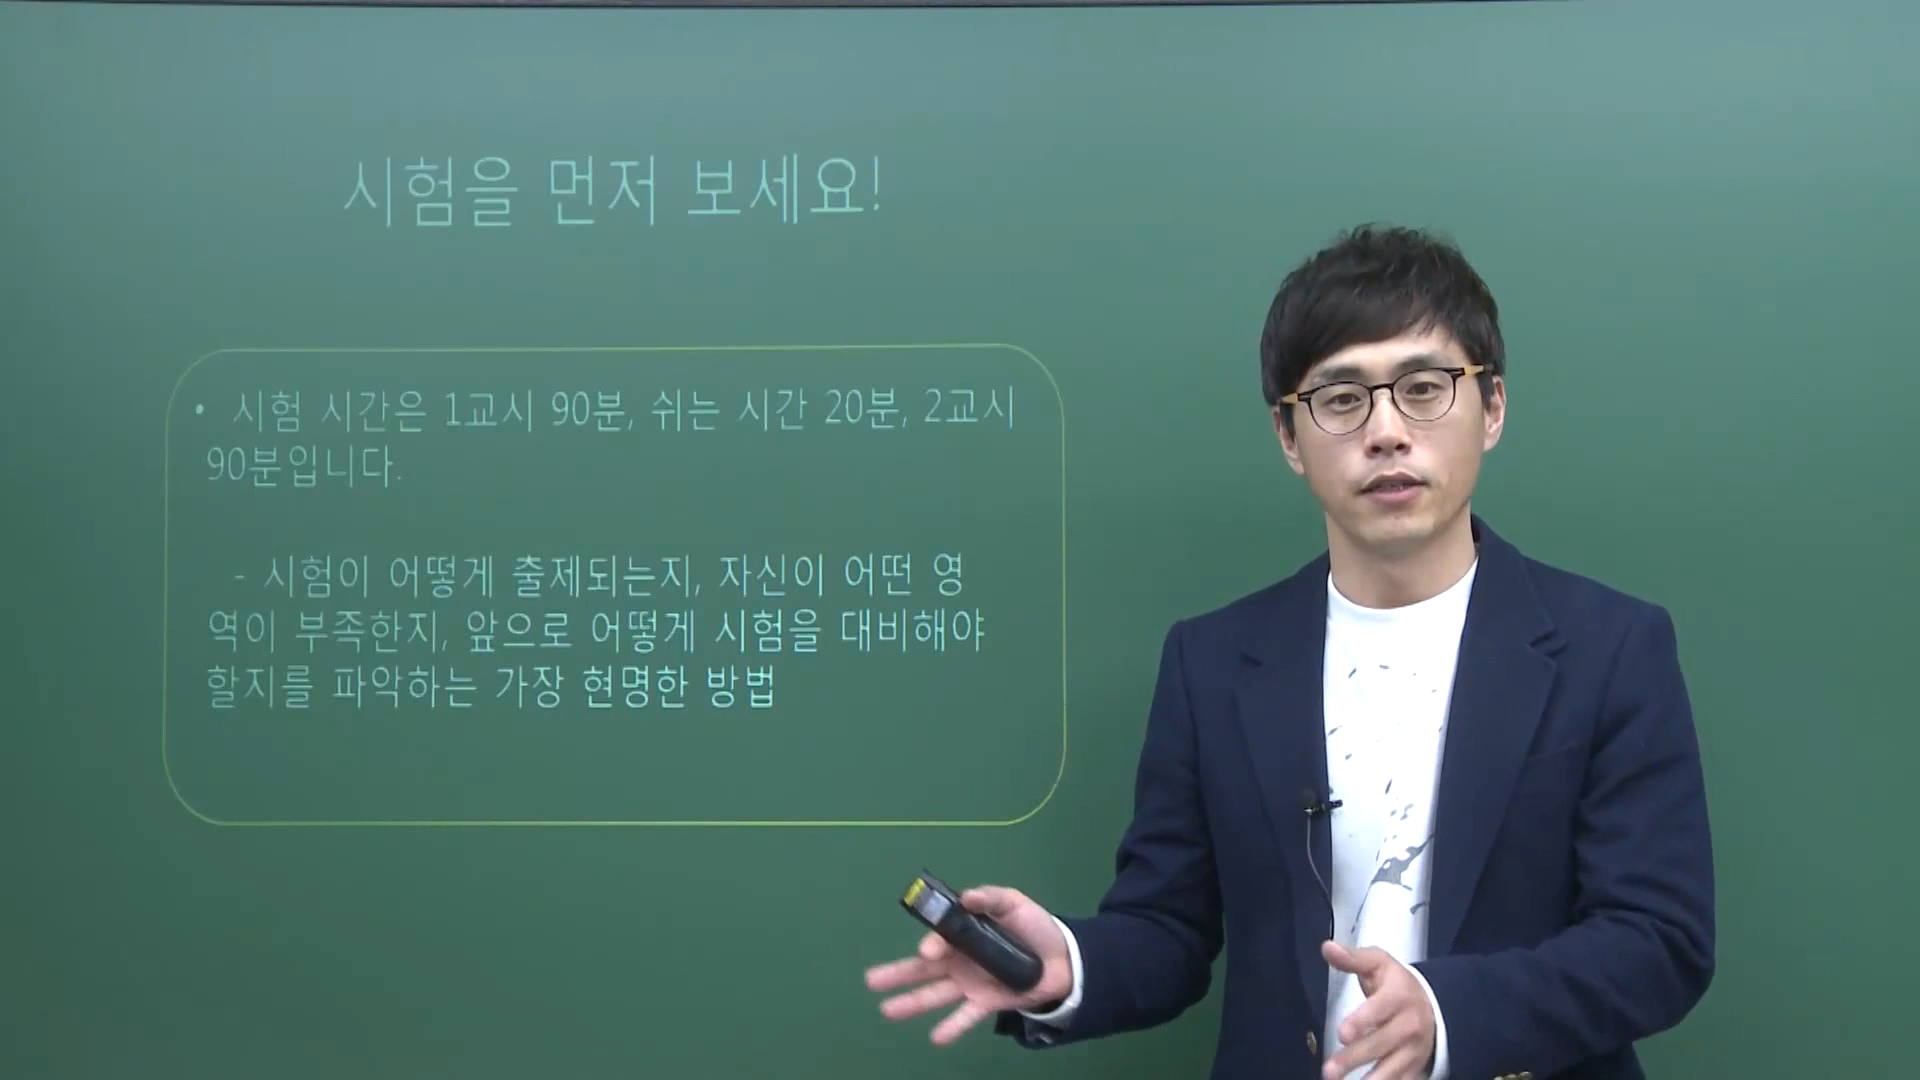 시험을 먼저 보세요!
• 시험 시간은 1교시 90분, 쉬는 시간 20분, 2교시
90분입니다.
- 시험이 어떻게 출제되는지, 자신이 어떤 영
역이 부족한지, 앞으로 어떻게 시험을 대비해야
할지를 파악하는 가장 현명한 방법